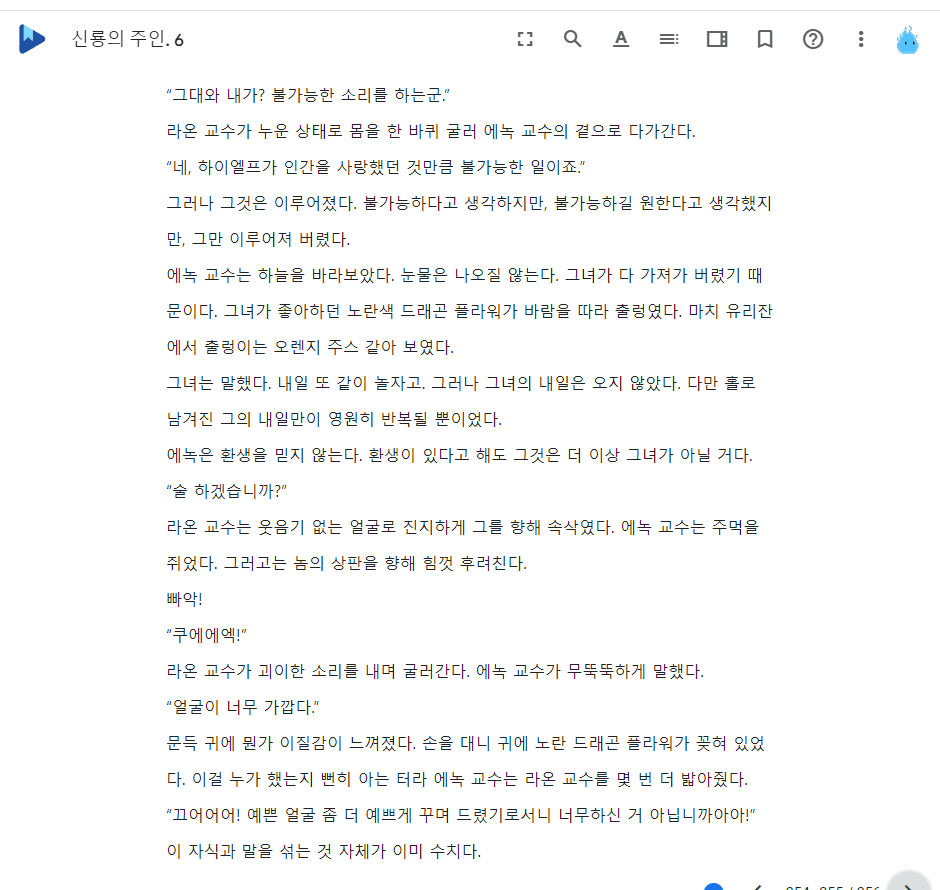 신룡의 주인. 6
“그대와 내가? 불가능한 소리를 하는군.”
라온 교수가 누운 상태로 몸을 한 바퀴 굴러 에녹 교수의 곁으로 다가간다.
“네, 하이엘프가 인간을 사랑했던 것만큼 불가능한 일이죠.”
그러나 그것은 이루어졌다. 불가능하다고 생각하지만, 불가능하길 원한다고 생각했지
만, 그만 이루어져 버렸다.
에녹 교수는 하늘을 바라보았다. 눈물은 나오질 않는다. 그녀가 다 가져가 버렸기 때
문이다. 그녀가 좋아하던 노란색 드래곤 플라워가 바람을 따라 출렁였다. 마치 유리잔
에서 출렁이는 오렌지 주스 같아 보였다.
그녀는 말했다. 내일 또 같이 놀자고. 그러나 그녀의 내일은 오지 않았다. 다만 홀로
남겨진 그의 내일만이 영원히 반복될 뿐이었다.
에녹은 환생을 믿지 않는다. 환생이 있다고 해도 그것은 더 이상 그녀가 아닐 거다.
“술 하겠습니까?”
라온 교수는 웃음기 없는 얼굴로 진지하게 그를 향해 속삭였다. 에녹 교수는 주먹을
쥐었다. 그러고는 놈의 상판을 향해 힘껏 후려친다.
빠악!
“쿠에에엑!”
라온 교수가 괴이한 소리를 내며 굴러간다. 에녹 교수가 무뚝뚝하게 말했다.
“얼굴이 너무 가깝다.”
문득 귀에 뭔가 이질감이 느껴졌다. 손을 대니 귀에 노란 드래곤 플라워가 꽂혀 있었
다. 이걸 누가 했는지 뻔히 아는 터라 에녹 교수는 라온 교수를 몇 번 더 밟아줬다.
“끄어어어! 예쁜 얼굴 좀 더 예쁘게 꾸며 드렸기로서니 너무하신 거 아닙니까아아!”
이 자식과 말을 섞는 것 자체가 이미 수치다.